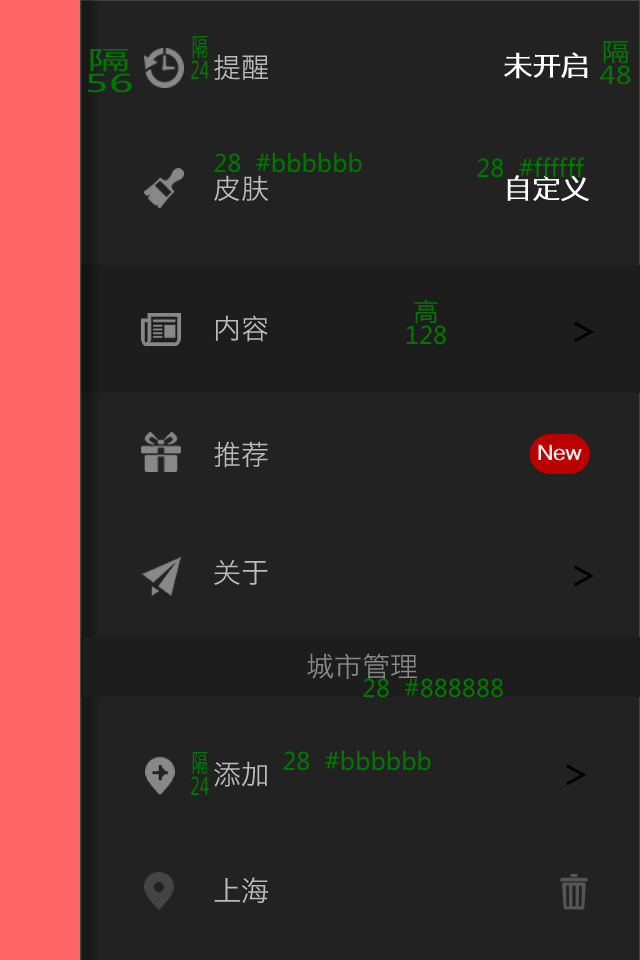 隔
56
隔
24
提醒
未开启
隔
48
28 #bbbbbb
28 #ffffff
皮肤
自定义
内容
高
128
>
推荐
New
关于
>
城市管理
28 #888888
隔
24
添加
28 #bbbbbb
>
上海